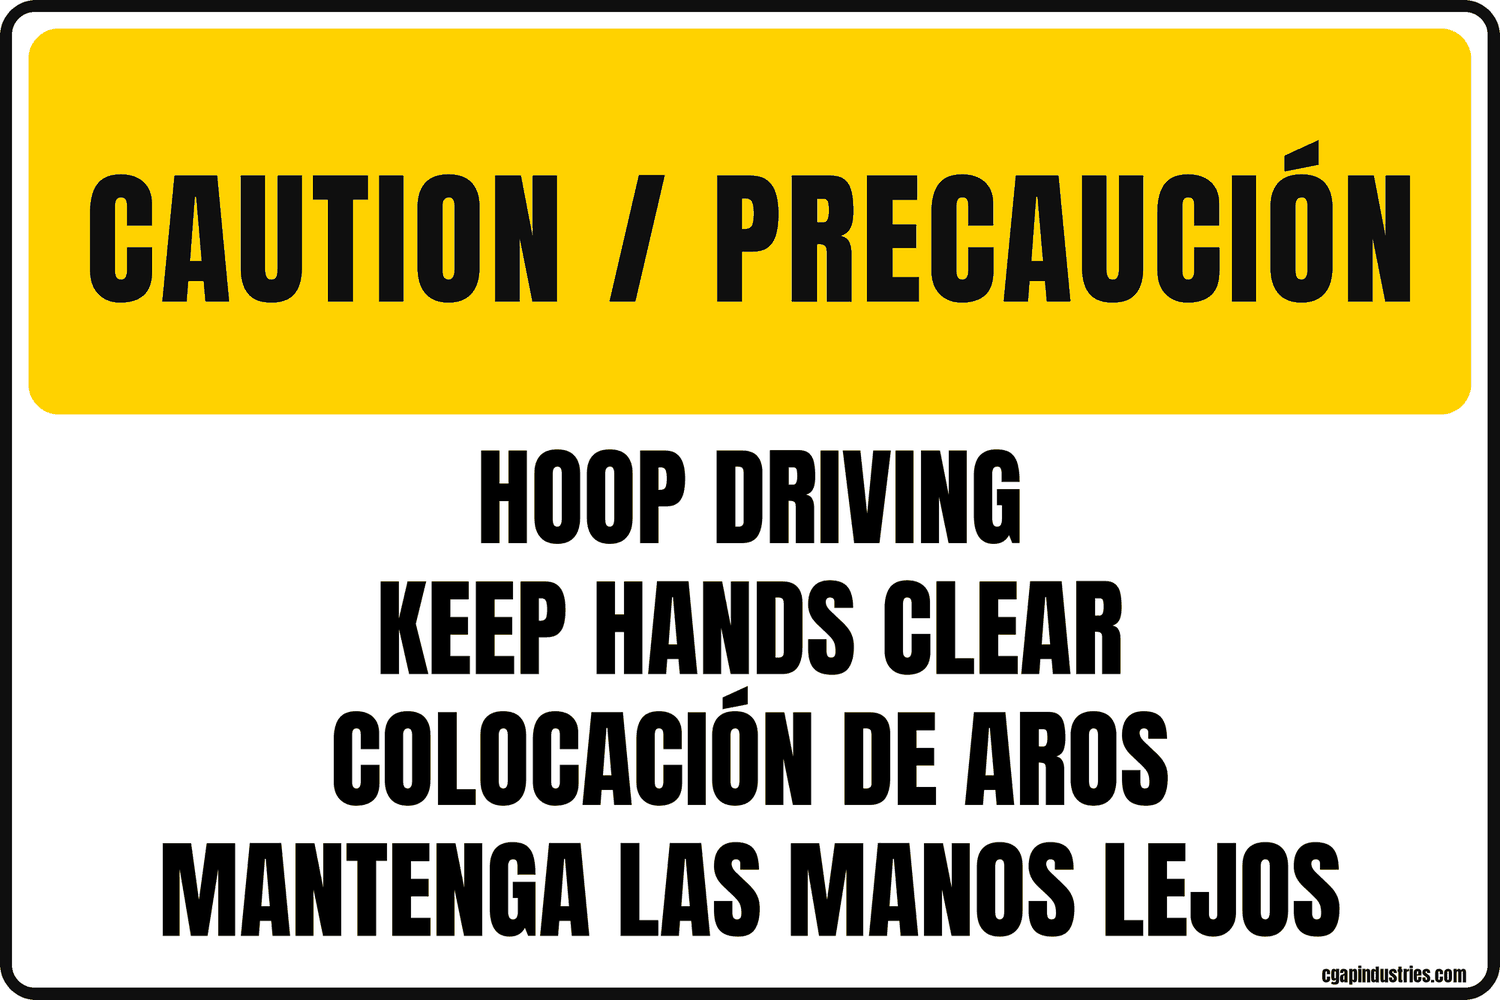 CAUTION / PRECAUCIÓN
HOOP DRIVING
KEEP HANDS CLEAR
COLOCACIÓN DE AROS
MANTENGA LAS MANOS LEJOS
cgapindustries.com